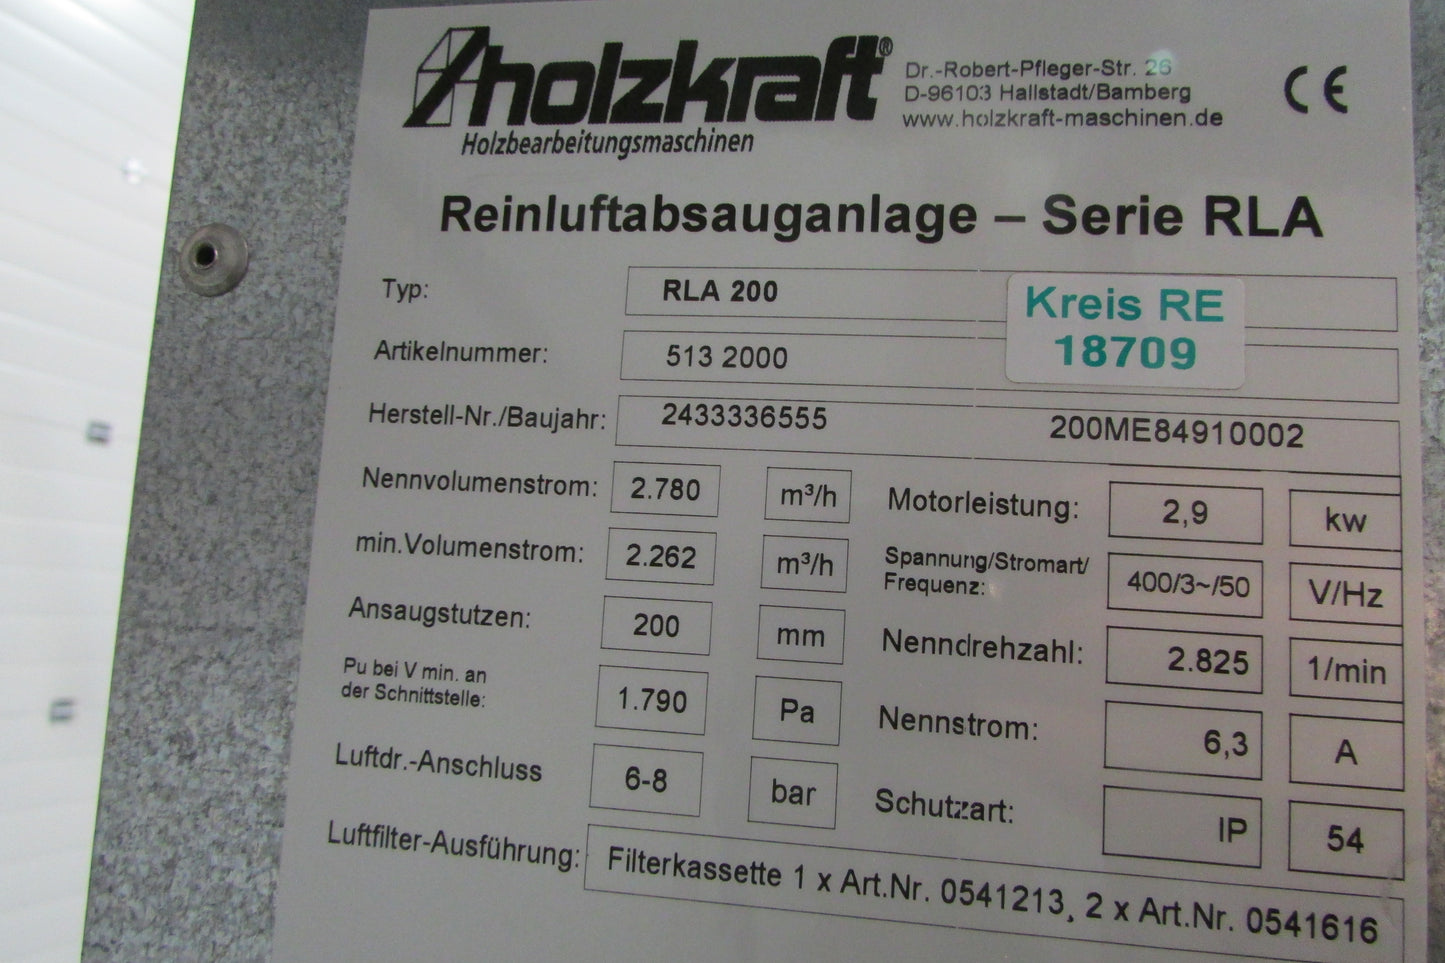 holzkraft®
Holzbearbeitungsmaschinen
Dr.-Robert-Pfleger-Str. 26
D-96103 Hallstadt/Bamberg
www.holzkraft-maschinen.de
CE
Reinluftabsauganlage – Serie RLA
Typ: RLA 200
Kreis RE
18709
Artikelnummer: 513 2000
Herstell-Nr./Baujahr: 2433336555 200ME84910002
Nennvolumenstrom: 2.780 m³/h Motorleistung: 2,9 kw
min.Volumenstrom: 2.262 m³/h Spannung/Stromart/
Frequenz: 400/3~/50 V/Hz
Ansaugstutzen: 200 mm Nenndrehzahl: 2.825 1/min
Pu bei V min. an
der Schnittstelle: 1.790 Pa Nennstrom: 6,3 A
Luftdr.-Anschluss 6-8 bar Schutzart: IP 54
Luftfilter-Ausführung: Filterkassette 1 x Art.Nr. 0541213, 2 x Art.Nr. 0541616